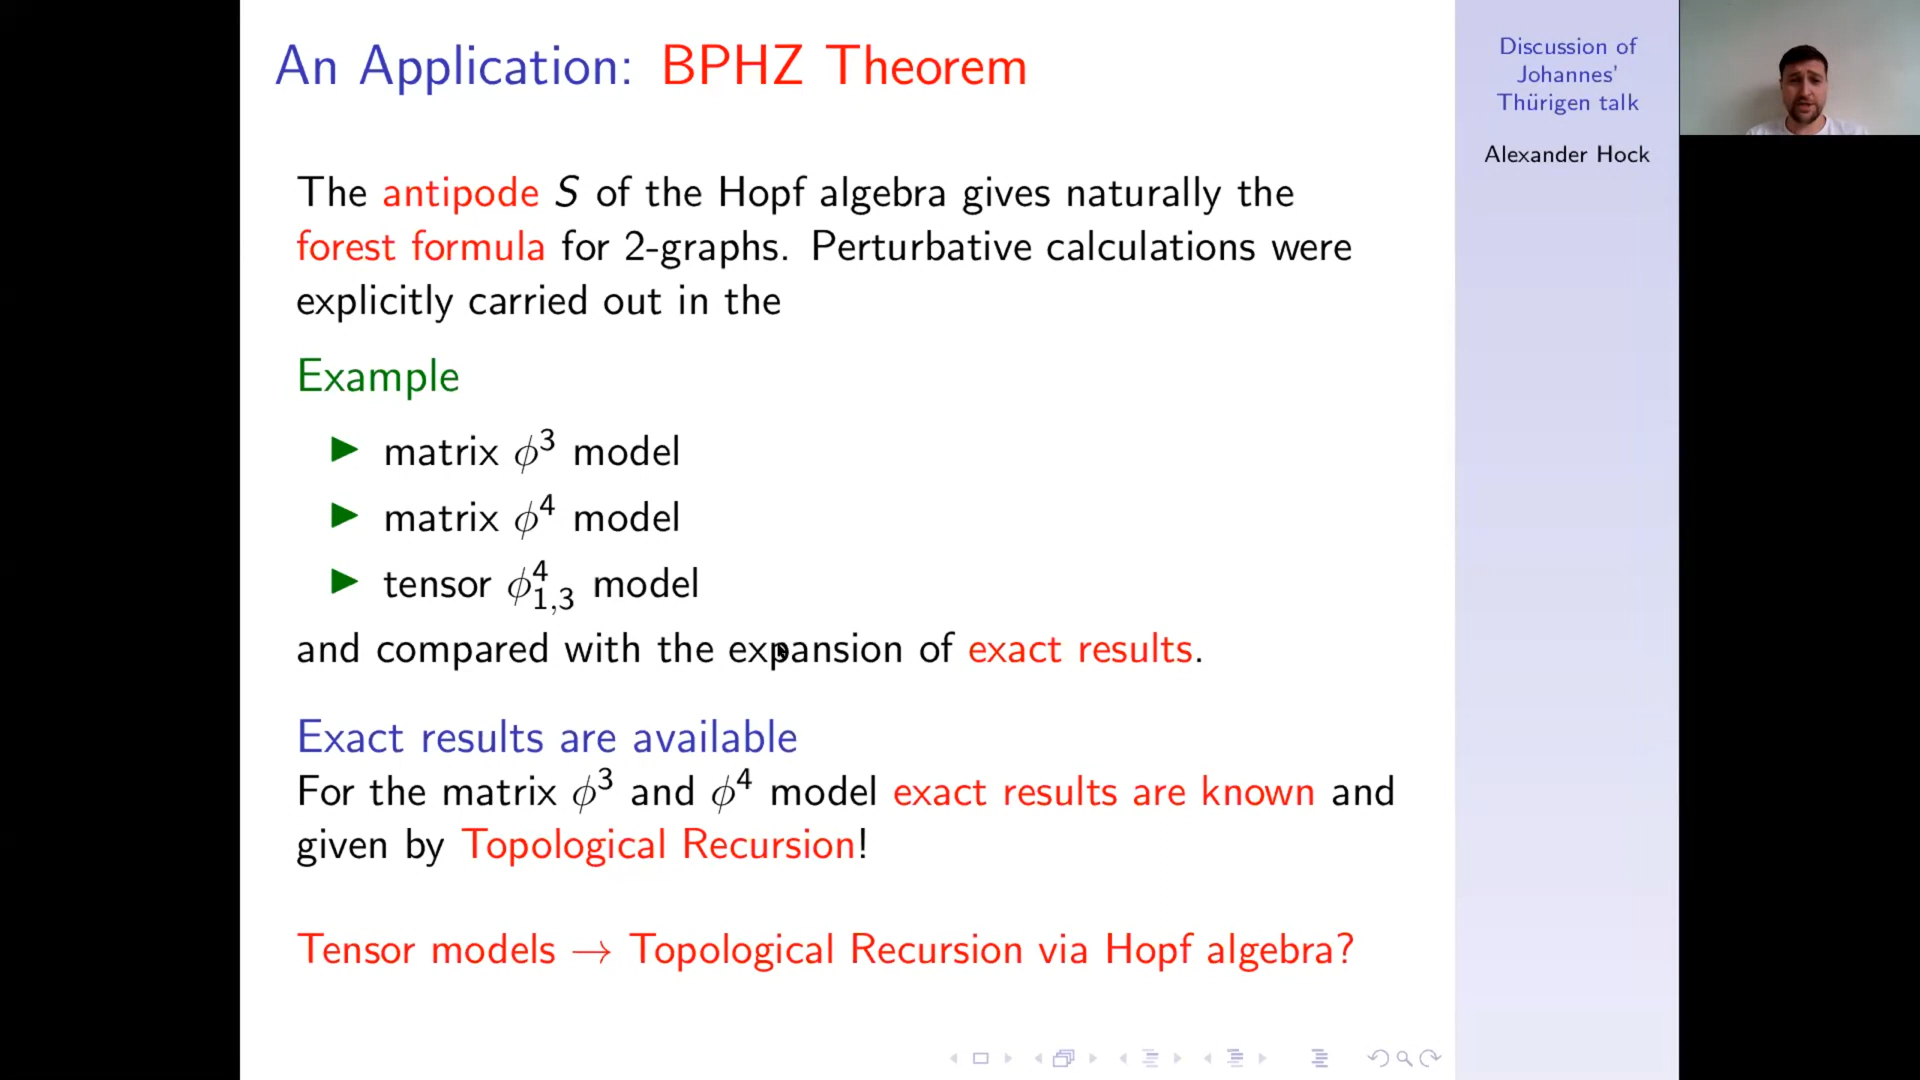 An Application: BPHZ Theorem
The antipode S of the Hopf algebra gives naturally the
forest formula for 2-graphs. Perturbative calculations were
explicitly carried out in the
Example
▶ matrix ϕ³ model
▶ matrix ϕ⁴ model
▶ tensor ϕ⁴₁,₃ model
and compared with the expansion of exact results.
Exact results are available
For the matrix ϕ³ and ϕ⁴ model exact results are known and
given by Topological Recursion!
Tensor models → Topological Recursion via Hopf algebra?
Discussion of
Johannes'
Thürigen talk
Alexander Hock